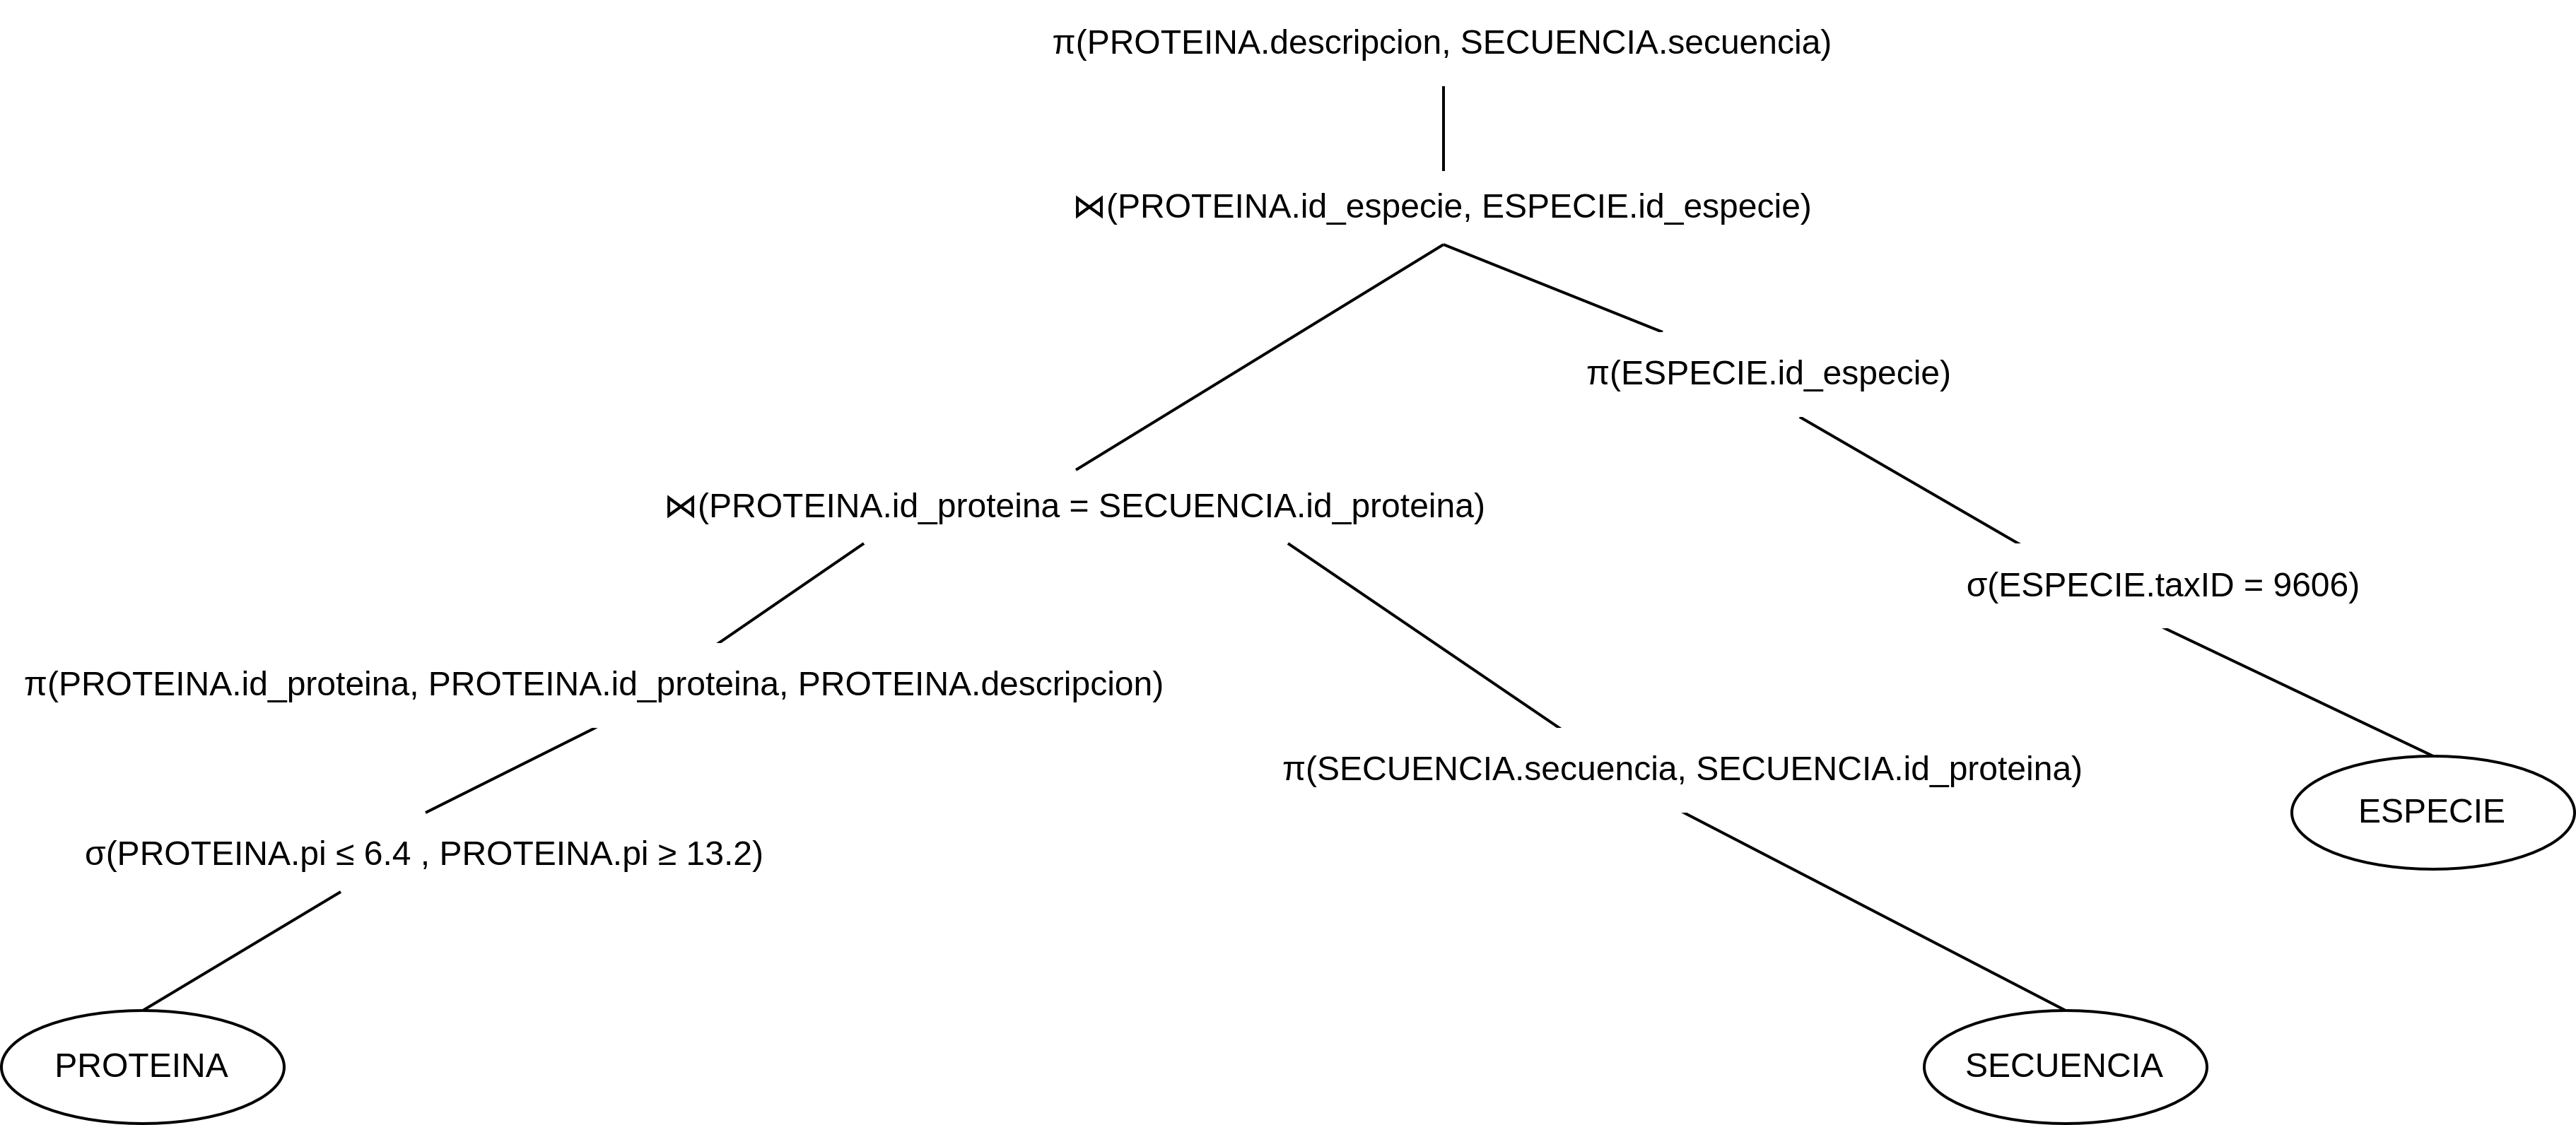 π(PROTEINA.descripcion, SECUENCIA.secuencia)
⋈(PROTEINA.id_especie, ESPECIE.id_especie)
π(ESPECIE.id_especie)
⋈(PROTEINA.id_proteina = SECUENCIA.id_proteina)
σ(ESPECIE.taxID = 9606)
π(PROTEINA.id_proteina, PROTEINA.id_proteina, PROTEINA.descripcion)
π(SECUENCIA.secuencia, SECUENCIA.id_proteina)
ESPECIE
σ(PROTEINA.pi ≤ 6.4 , PROTEINA.pi ≥ 13.2)
PROTEINA
SECUENCIA